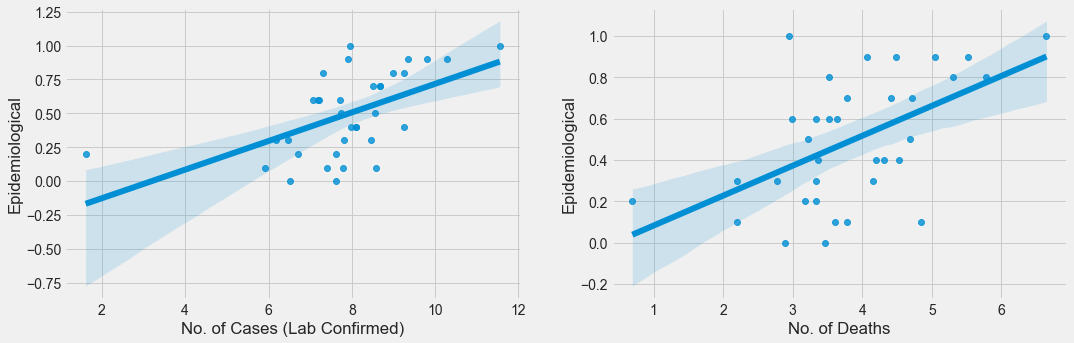 1.25
1.00
0.75
0.50
0.25
0.00
−0.25
−0.50
−0.75
Epidemiological
2 4 6 8 10 12
No. of Cases (Lab Confirmed)
1.0
0.8
0.6
0.4
0.2
0.0
−0.2
Epidemiological
1 2 3 4 5 6
No. of Deaths